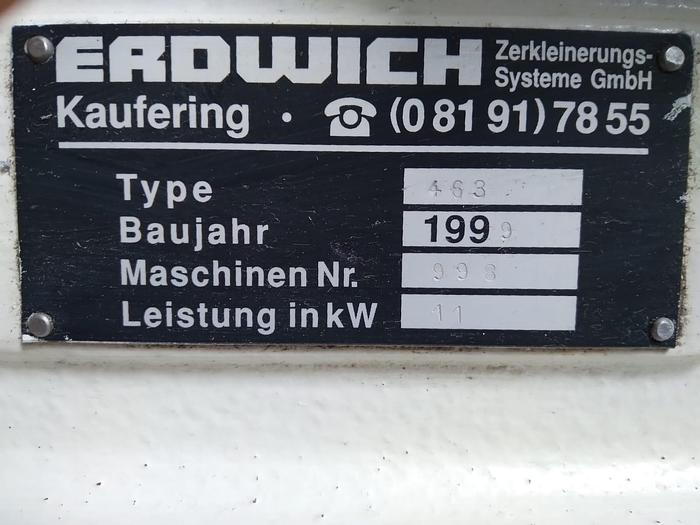 ERDWICH Zerkleinerungs-
Systeme GmbH
Kaufering · ☎ (0 81 91) 78 55
Type 463
Baujahr 1999
Maschinen Nr. 998
Leistung in kW 11